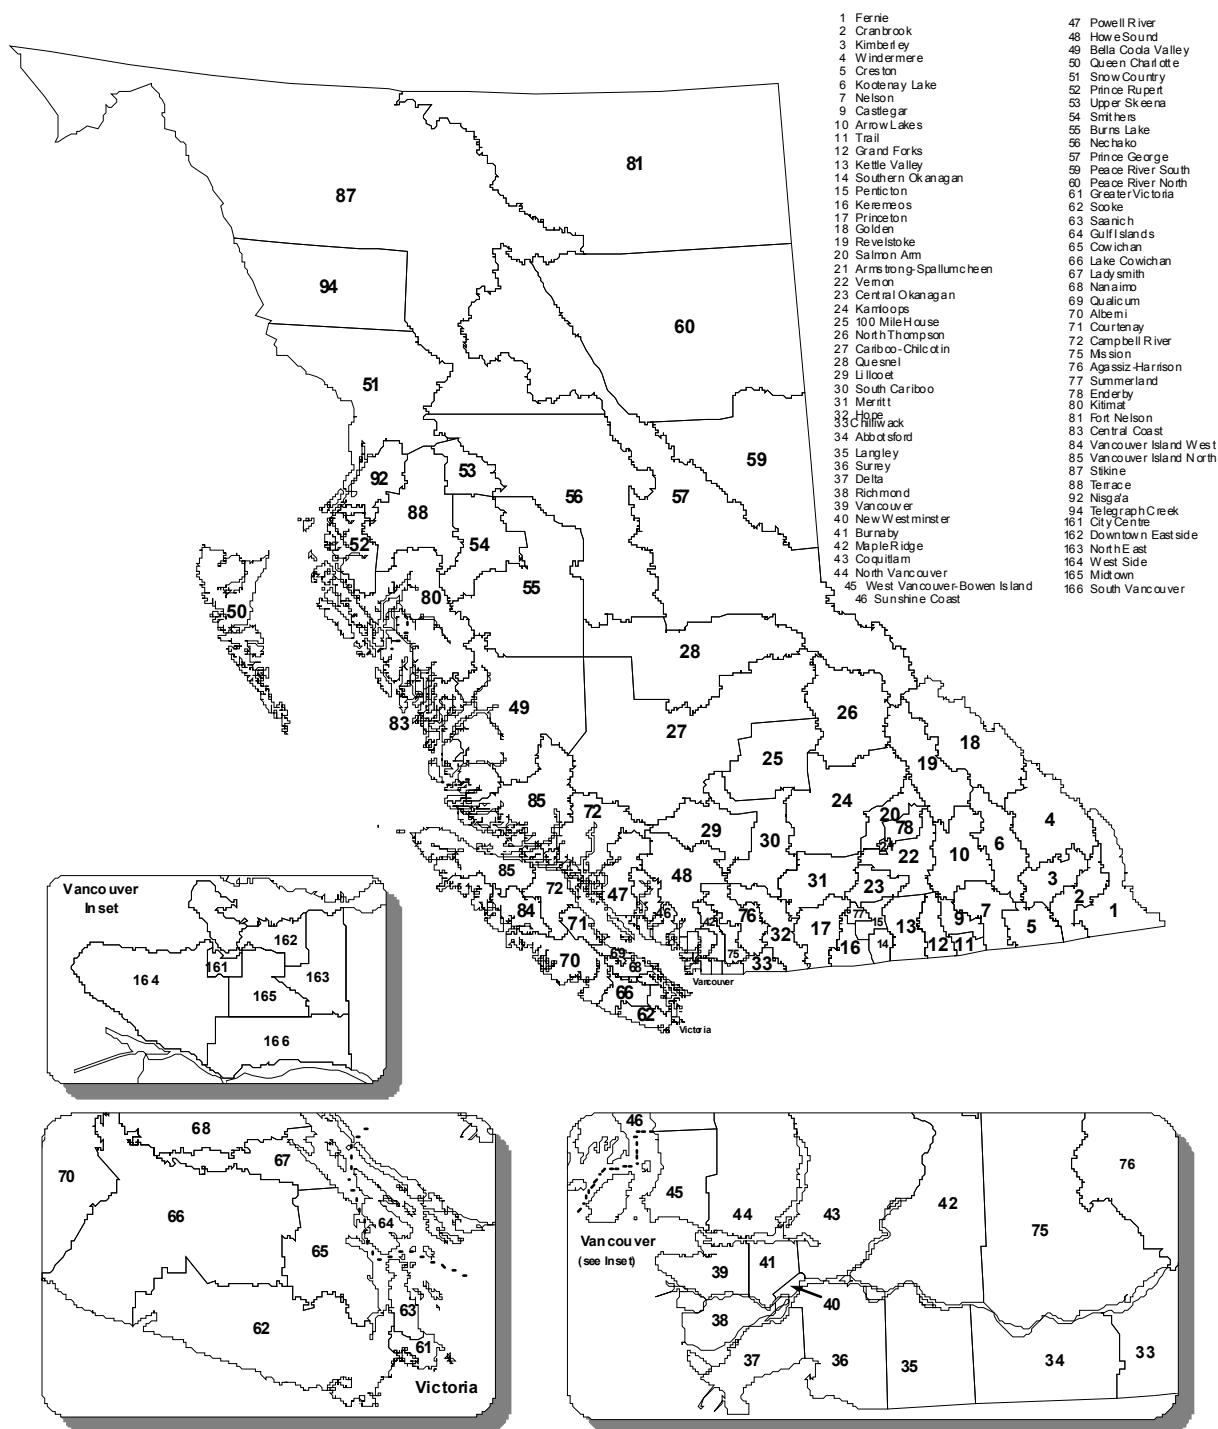 1 Fernie
2 Cranbrook
3 Kimberley
4 Windermere
5 Creston
6 Kootenay Lake
7 Nelson
9 Castlegar
10 Arrow Lakes
11 Trail
12 Grand Forks
13 Kettle Valley
14 Southern Okanagan
15 Penticton
16 Keremeos
17 Princeton
18 Golden
19 Revelstoke
20 Salmon Arm
21 Armstrong-Spallumcheen
22 Vernon
23 Central Okanagan
24 Kamloops
25 100 Mile House
26 North Thompson
27 Cariboo-Chilcotin
28 Quesnel
29 Lillooet
30 South Cariboo
31 Merritt
32 Hope
33 Chilliwack
34 Abbotsford
35 Langley
36 Surrey
37 Delta
38 Richmond
39 Vancouver
40 New Westminster
41 Burnaby
42 Maple Ridge
43 Coquitlam
44 North Vancouver
45 West Vancouver-Bowen Island
46 Sunshine Coast
47 Powell River
48 Howe Sound
49 Bella Coola Valley
50 Queen Charlotte
51 Snow Country
52 Prince Rupert
53 Upper Skeena
54 Smithers
55 Burns Lake
56 Nechako
57 Prince George
59 Peace River South
60 Peace River North
61 Greater Victoria
62 Sooke
63 Saanich
64 Gulf Islands
65 Cowichan
66 Lake Cowichan
67 Ladysmith
68 Nanaimo
69 Qualicum
70 Alberni
71 Courtenay
72 Campbell River
75 Mission
76 Agassiz-Harrison
77 Summerland
78 Enderby
80 Kitimat
81 Fort Nelson
83 Central Coast
84 Vancouver Island West
85 Vancouver Island North
87 Stikine
88 Terrace
92 Nisga'a
94 Telegraph Creek
161 City Centre
162 Downtown Eastside
163 North East
164 West Side
165 Midtown
166 South Vancouver
81
87
94
60
51
59
53
92
56
57
88
52
54
55
80
50
28
49
83
27
26
18
25
19
85
72
24
20
78
4
29
30
21
22
10
6
85
48
31
23
3
2
72
47
84
46
76
71
42
32
17
77
15
13
9
7
5
1
70
69
68
75
33
16
14
12
11
66
62
Vancouver
Victoria
Vancouver
Inset
162
161
164
163
165
166
68
70
67
66
64
65
63
62
61
Victoria
46
76
45
42
44
43
75
Vancouver
(see Inset)
39
41
40
38
37
36
35
34
33